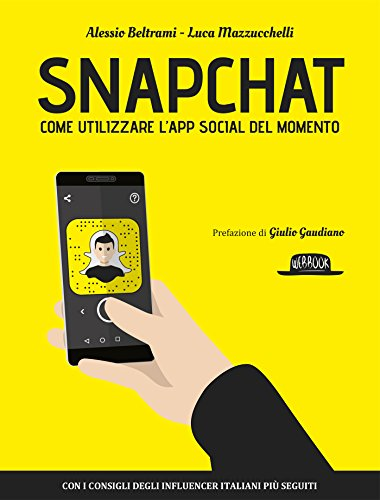 Alessio Beltrami - Luca Mazzucchelli
SNAPCHAT
COME UTILIZZARE L'APP SOCIAL DEL MOMENTO
Prefazione di Giulio Gaudiano
WEBBOOK
CON I CONSIGLI DEGLI INFLUENCER ITALIANI PIÙ SEGUITI